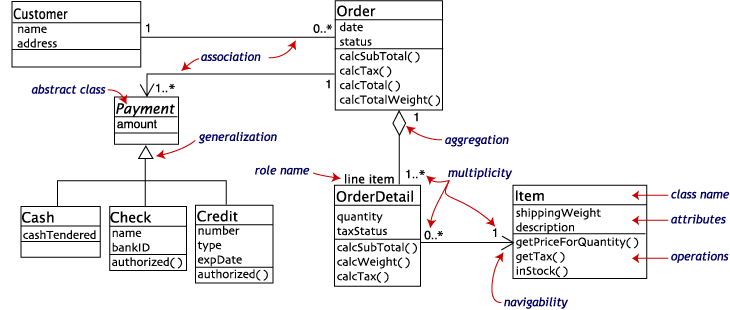 Customer
name
address
1
0..*
Order
date
status
calcSubTotal()
calcTax()
calcTotal()
calcTotalWeight()
association
1
1..*
abstract class
Payment
amount
generalization
1
aggregation
role name
line item
1..*
multiplicity
Cash
cashTendered
Check
name
bankID
authorized()
Credit
number
type
expDate
authorized()
OrderDetail
quantity
taxStatus
calcSubTotal()
calcWeight()
calcTax()
0..*
1
Item
shippingWeight
description
getPriceForQuantity()
getTax()
inStock()
class name
attributes
operations
navigability